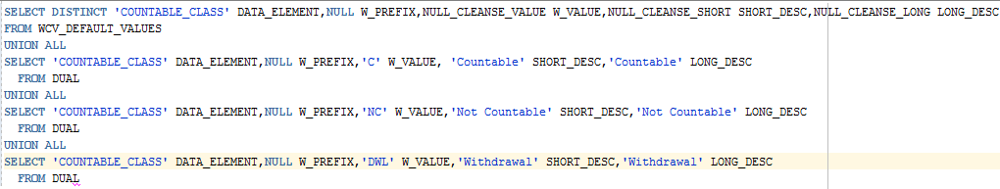 SELECT DISTINCT 'COUNTABLE_CLASS' DATA_ELEMENT,NULL W_PREFIX,NULL_CLEANSE_VALUE W_VALUE,NULL_CLEANSE_SHORT SHORT_DESC,NULL_CLEANSE_LONG LONG_DESC
FROM WCV_DEFAULT_VALUES
UNION ALL
SELECT 'COUNTABLE_CLASS' DATA_ELEMENT,NULL W_PREFIX,'C' W_VALUE, 'Countable' SHORT_DESC,'Countable' LONG_DESC
  FROM DUAL
UNION ALL
SELECT 'COUNTABLE_CLASS' DATA_ELEMENT,NULL W_PREFIX,'NC' W_VALUE,'Not Countable' SHORT_DESC,'Not Countable' LONG_DESC
  FROM DUAL
UNION ALL
SELECT 'COUNTABLE_CLASS' DATA_ELEMENT,NULL W_PREFIX,'DWL' W_VALUE,'Withdrawal' SHORT_DESC,'Withdrawal' LONG_DESC
  FROM DUAL